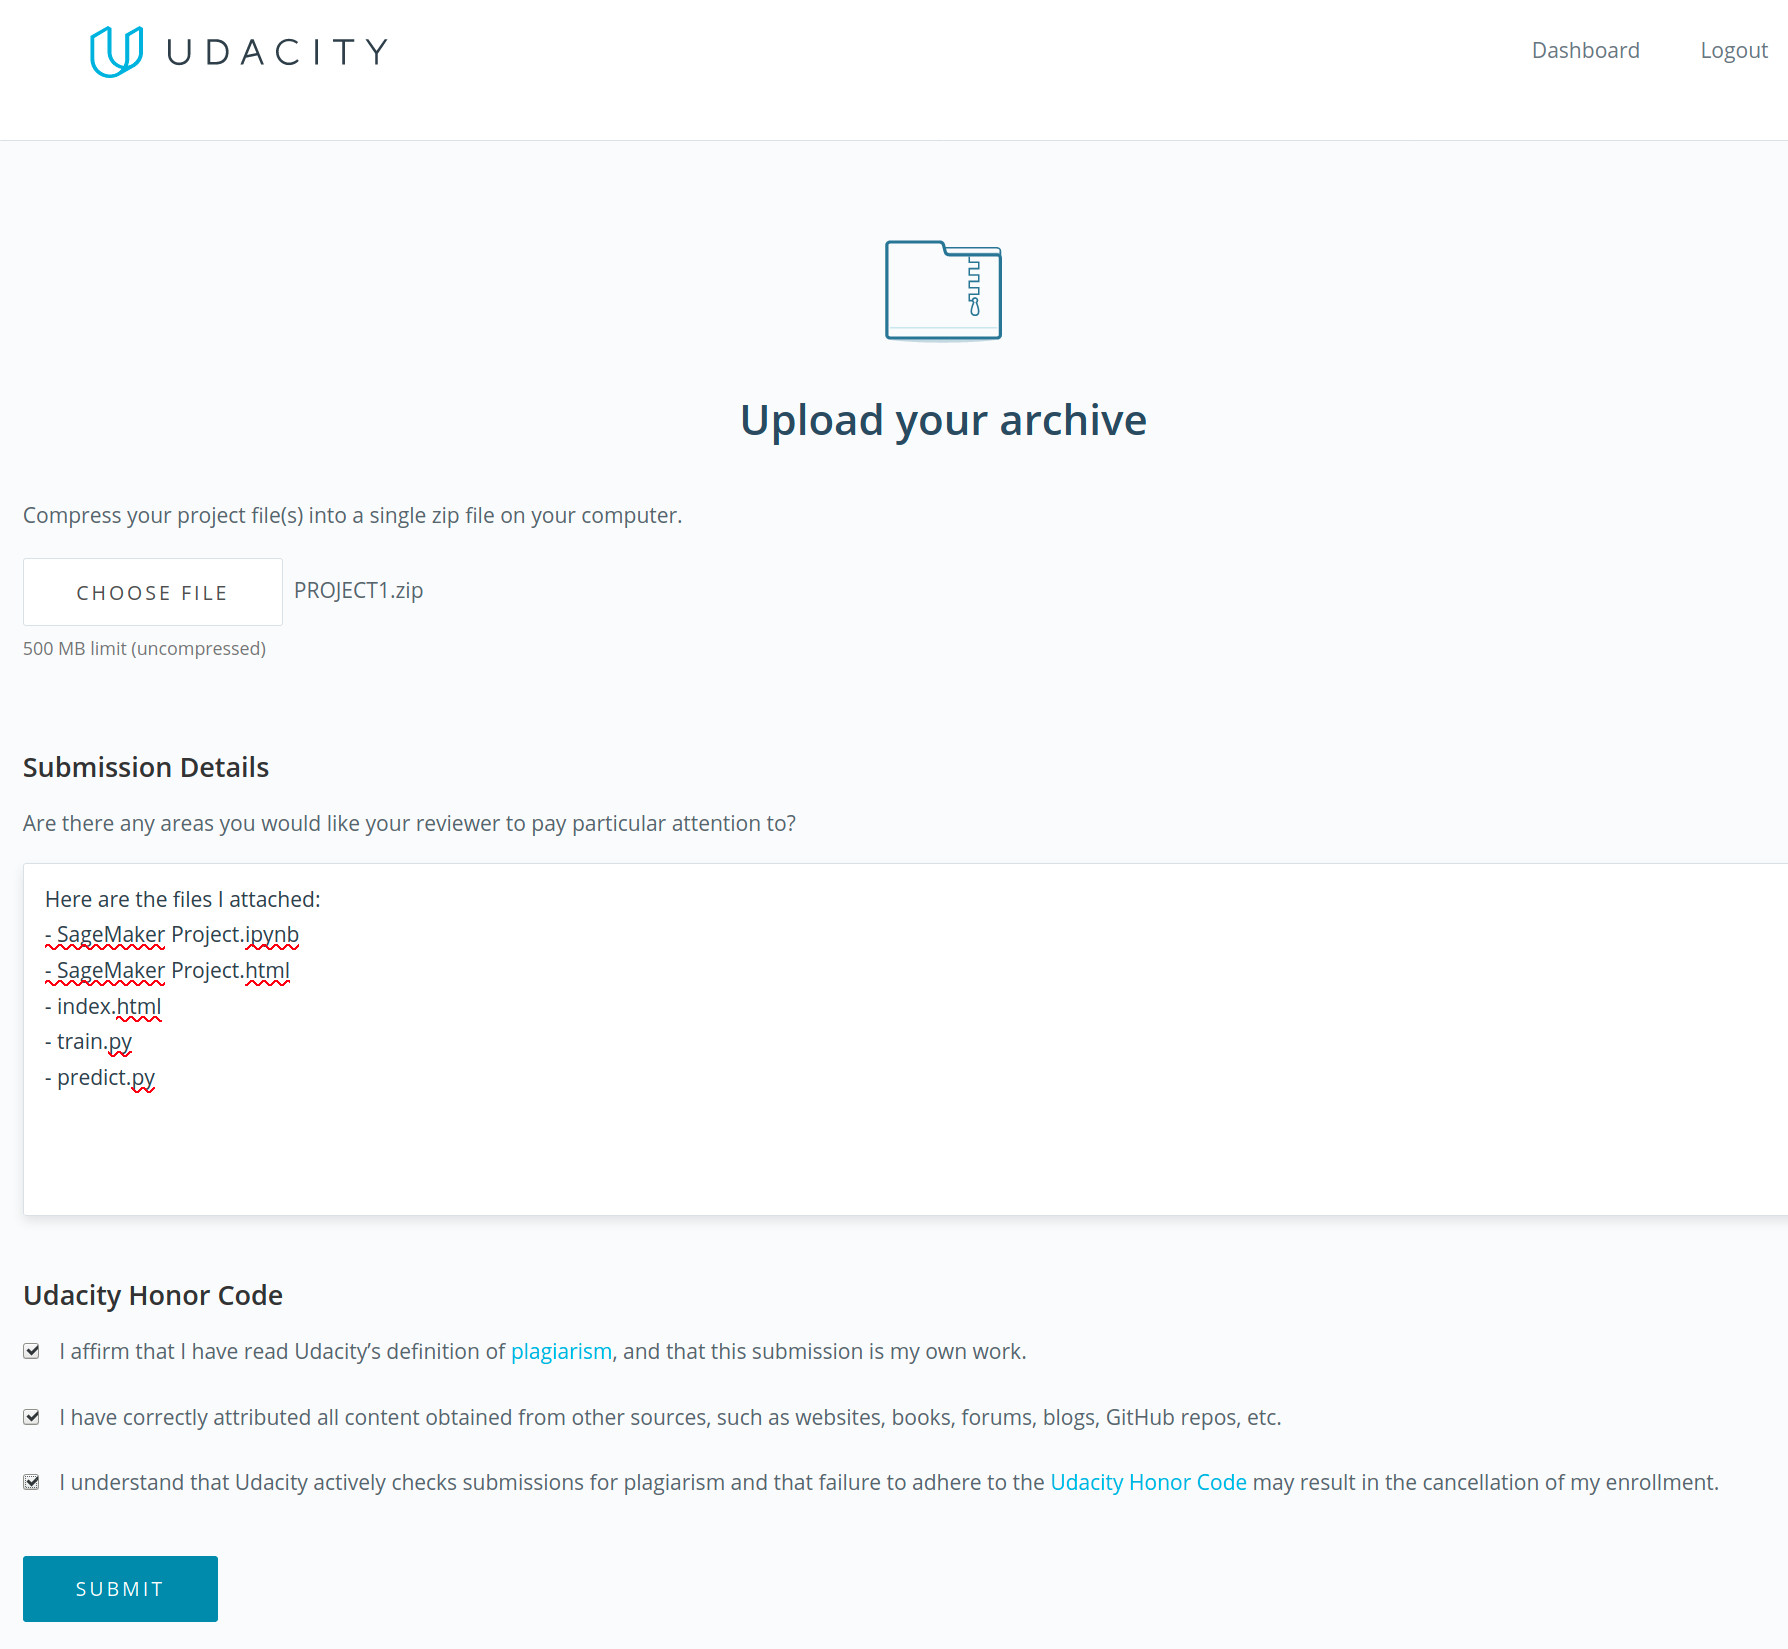 UDACITY
Dashboard
Logout
Upload your archive
Compress your project file(s) into a single zip file on your computer.
CHOOSE FILE
PROJECT1.zip
500 MB limit (uncompressed)
Submission Details
Are there any areas you would like your reviewer to pay particular attention to?
Here are the files I attached:
- SageMaker Project.ipynb
- SageMaker Project.html
- index.html
- train.py
- predict.py
Udacity Honor Code
I affirm that I have read Udacity’s definition of plagiarism, and that this submission is my own work.
I have correctly attributed all content obtained from other sources, such as websites, books, forums, blogs, GitHub repos, etc.
I understand that Udacity actively checks submissions for plagiarism and that failure to adhere to the Udacity Honor Code may result in the cancellation of my enrollment.
SUBMIT